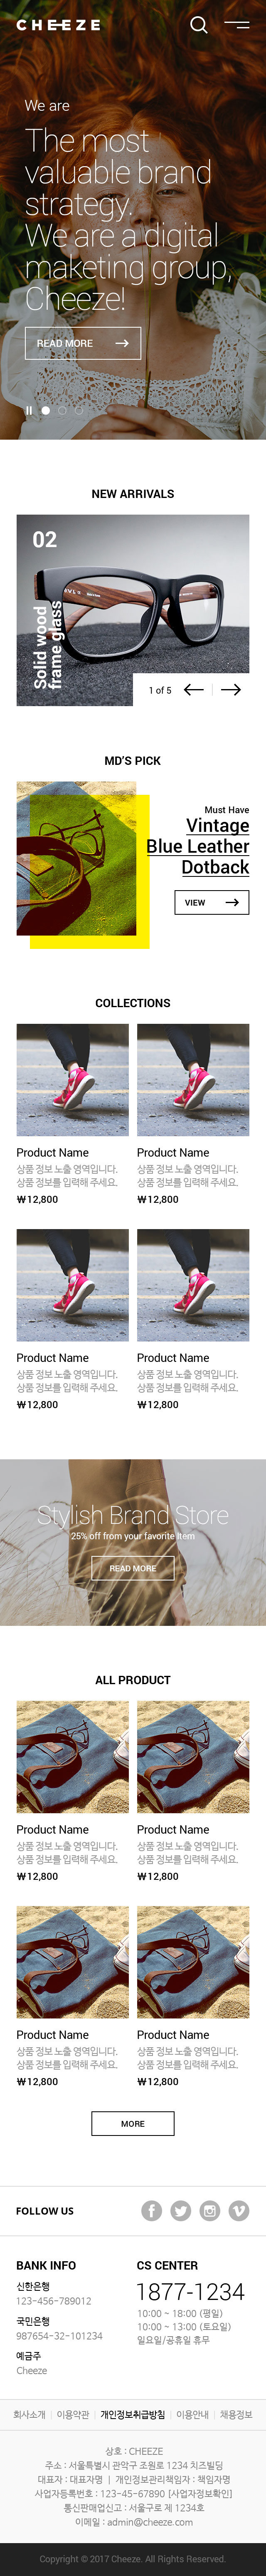 CHEEZE
We are
The most
valuable brand
strategy.
We are a digital
maketing group,
Cheeze!
READ MORE
NEW ARRIVALS
02
Solid wood
frame glass
1 of 5
MD'S PICK
Must Have
Vintage
Blue Leather
Dotback
VIEW
COLLECTIONS
Product Name
상품 정보 노출 영역입니다.
상품 정보를 입력해 주세요.
₩12,800
Product Name
상품 정보 노출 영역입니다.
상품 정보를 입력해 주세요.
₩12,800
Product Name
상품 정보 노출 영역입니다.
상품 정보를 입력해 주세요.
₩12,800
Product Name
상품 정보 노출 영역입니다.
상품 정보를 입력해 주세요.
₩12,800
Stylish Brand Store
25% off from your favorite item
READ MORE
ALL PRODUCT
Product Name
상품 정보 노출 영역입니다.
상품 정보를 입력해 주세요.
₩12,800
Product Name
상품 정보 노출 영역입니다.
상품 정보를 입력해 주세요.
₩12,800
Product Name
상품 정보 노출 영역입니다.
상품 정보를 입력해 주세요.
₩12,800
Product Name
상품 정보 노출 영역입니다.
상품 정보를 입력해 주세요.
₩12,800
MORE
FOLLOW US
BANK INFO
신한은행
123-456-789012
국민은행
987654-32-101234
예금주
Cheeze
CS CENTER
1877-1234
10:00 ~ 18:00 (평일)
10:00 ~ 13:00 (토요일)
일요일/공휴일 휴무
회사소개 | 이용약관 | 개인정보취급방침 | 이용안내 | 채용정보
상호 : CHEEZE
주소 : 서울특별시 관악구 조원로 1234 치즈빌딩
대표자 : 대표자명 | 개인정보관리책임자 : 책임자명
사업자등록번호 : 123-45-67890 [사업자정보확인]
통신판매업신고 : 서울구로 제 1234호
이메일 : admin@cheeze.com
Copyright © 2017 Cheeze. All Rights Reserved.